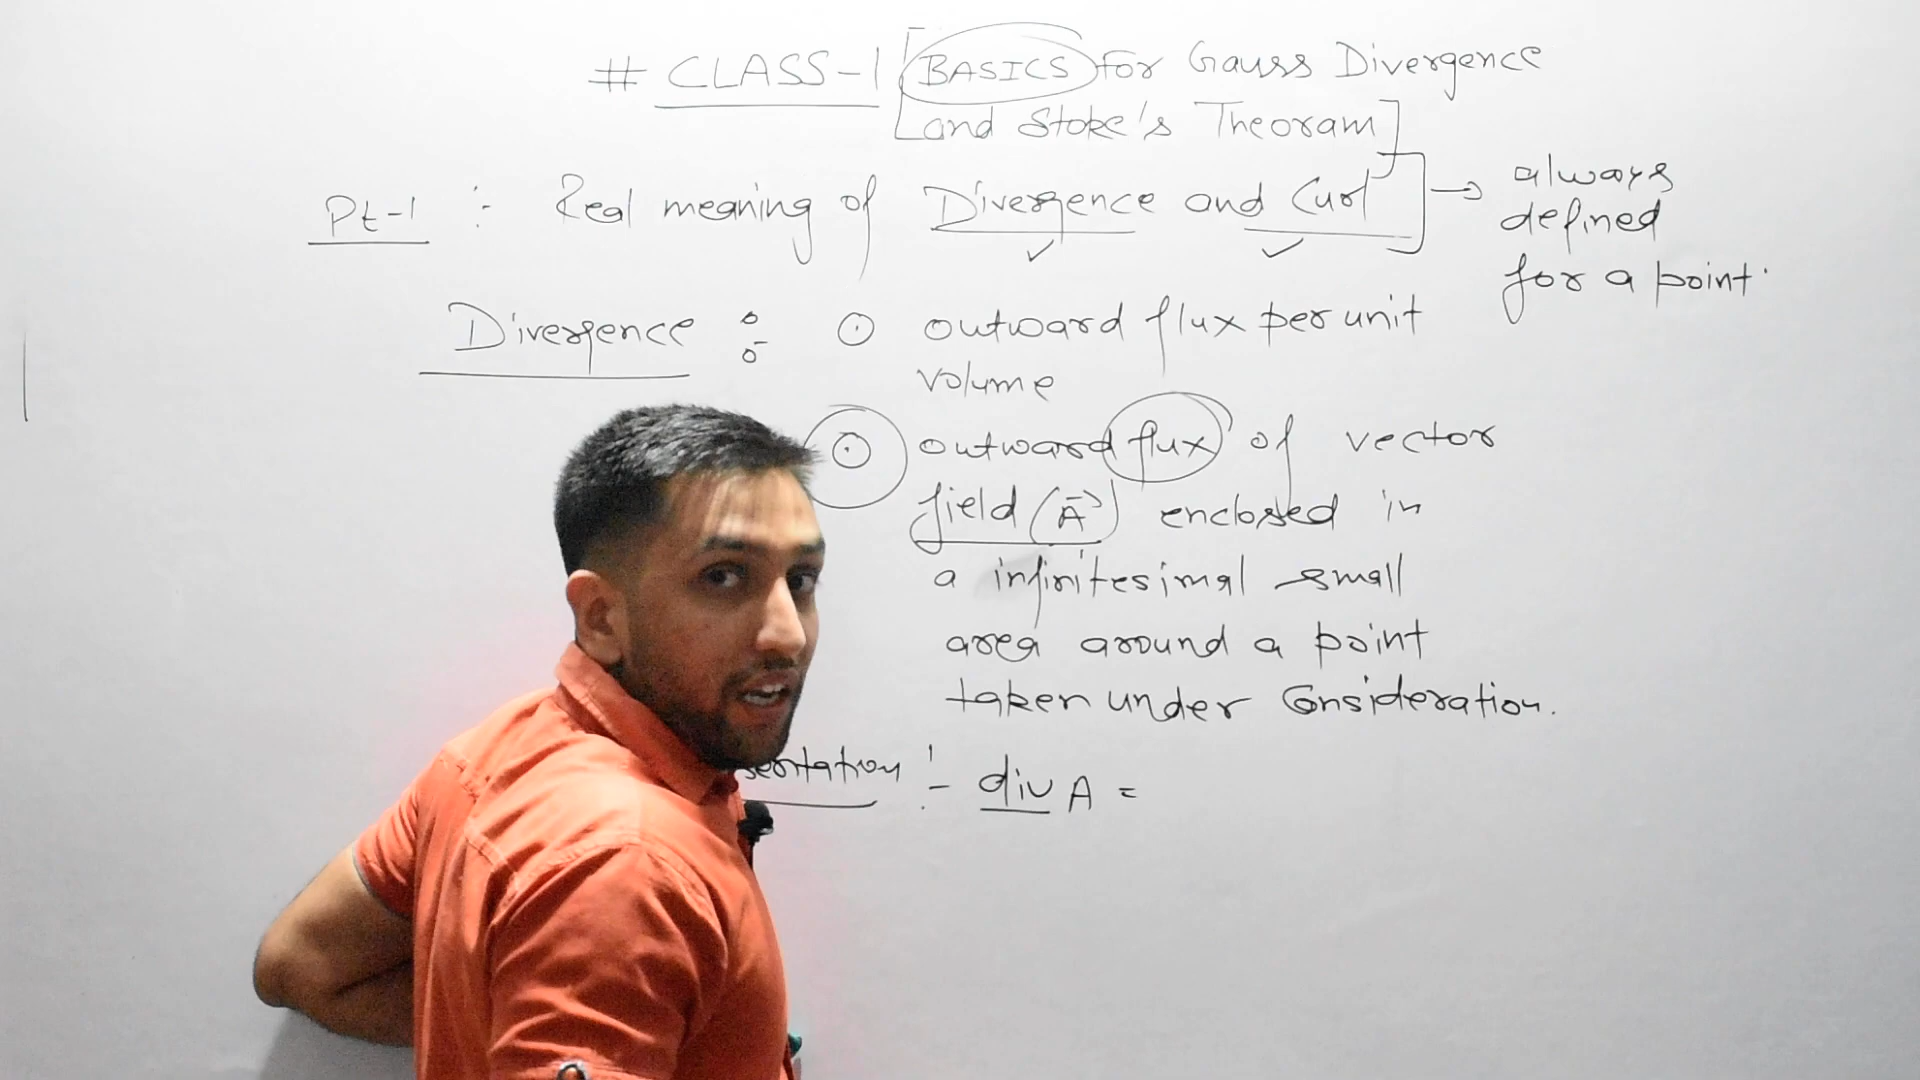 # CLASS-1 [BASICS for Gauss Divergence
and Stoke's Theoram]
Pt-1 :- Real meaning of Divergence and Curl] → always
defined
for a point.
Divergence :- ⊙ outward flux per unit
volume
⊙ outward flux of vector
field (A⃗) enclosed in
a infinitesimal small
area around a point
taken under Consideration.
:- div A =